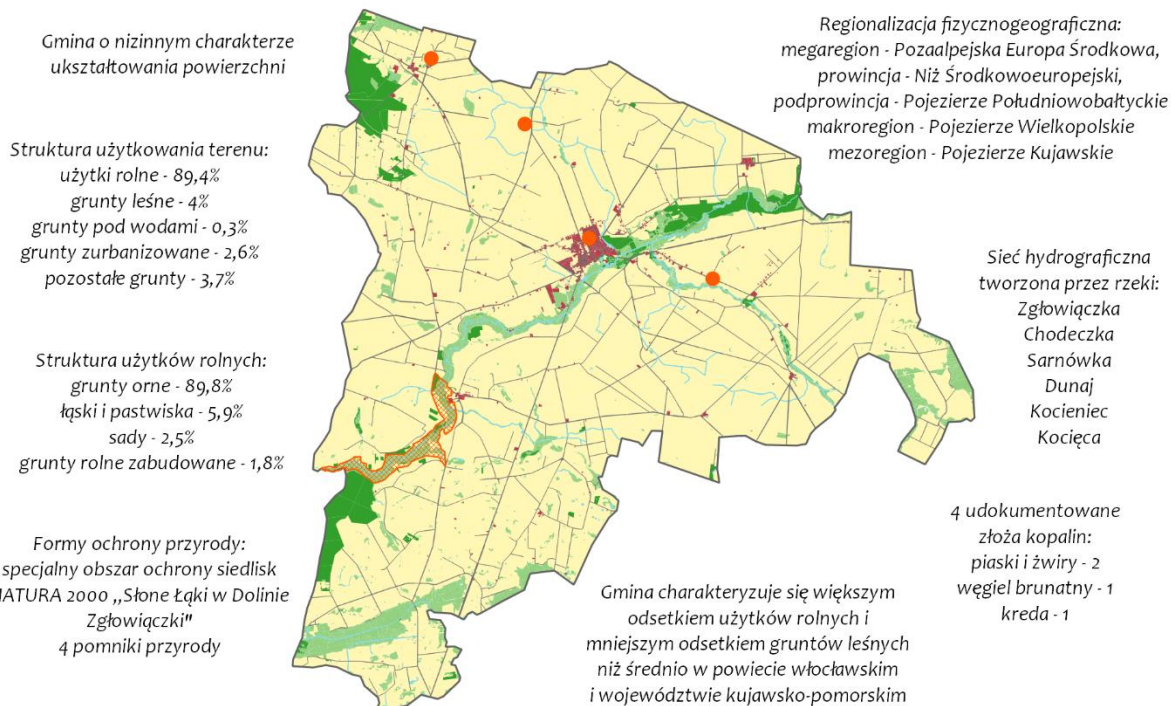 Gmina o nizinnym charakterze
ukształtowania powierzchni
Struktura użytkowania terenu:
użytki rolne - 89,4%
grunty leśne - 4%
grunty pod wodami - 0,3%
grunty zurbanizowane - 2,6%
pozostałe grunty - 3,7%
Struktura użytków rolnych:
grunty orne - 89,8%
łąski i pastwiska - 5,9%
sady - 2,5%
grunty rolne zabudowane - 1,8%
Formy ochrony przyrody:
specjalny obszar ochrony siedlisk
NATURA 2000 „Słone Łąki w Dolinie
Zgłowiączki"
4 pomniki przyrody
Regionalizacja fizycznogeograficzna:
megaregion - Pozaalpejska Europa Środkowa,
prowincja - Niż Środkowoeuropejski,
podprowincja - Pojezierze Południowobałtyckie
makroregion - Pojezierze Wielkopolskie
mezoregion - Pojezierze Kujawskie
Sieć hydrograficzna
tworzona przez rzeki:
Zgłowiączka
Chodeczka
Sarnówka
Dunaj
Kocieniec
Kocięca
4 udokumentowane
złoża kopalin:
piaski i żwiry - 2
węgiel brunatny - 1
kreda - 1
Gmina charakteryzuje się większym
odsetkiem użytków rolnych i
mniejszym odsetkiem gruntów leśnych
niż średnio w powiecie włocławskim
i województwie kujawsko-pomorskim